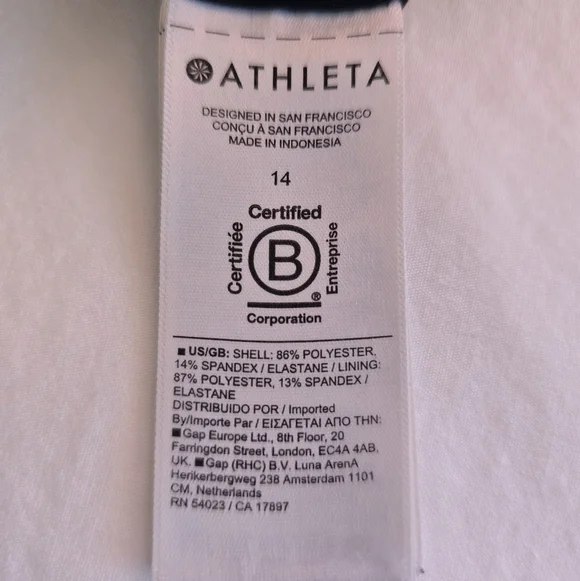 ATHLETA
DESIGNED IN SAN FRANCISCO
CONÇU À SAN FRANCISCO
MADE IN INDONESIA
14
Certified
Certifiée
B
Entreprise
®
Corporation
■ US/GB: SHELL: 86% POLYESTER,
14% SPANDEX / ELASTANE / LINING:
87% POLYESTER, 13% SPANDEX /
ELASTANE
DISTRIBUIDO POR / Imported
By/Importe Par / ΕΙΣΑΓΕΤΑΙ ΑΠΟ ΤΗΝ:
■Gap Europe Ltd., 8th Floor, 20
Farringdon Street, London, EC4A 4AB,
UK. ■Gap (RHC) B.V. Luna ArenA
Herikerbergweg 238 Amsterdam 1101
CM, Netherlands
RN 54023 / CA 17897